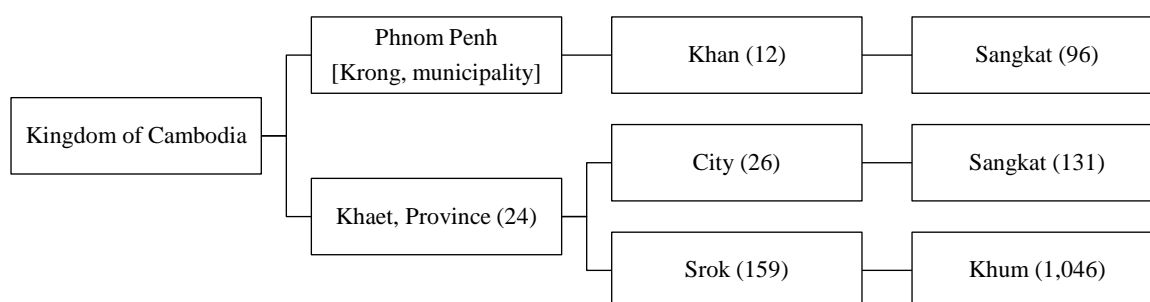 Kingdom of Cambodia
Phnom Penh
[Krong, municipality]
Khan (12)
Sangkat (96)
Khaet, Province (24)
City (26)
Sangkat (131)
Srok (159)
Khum (1,046)